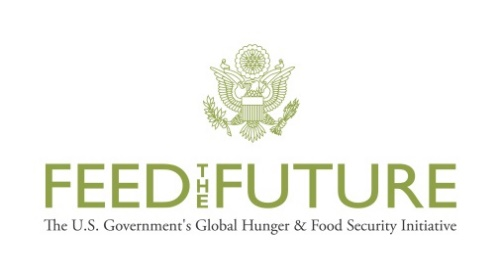 FEED THE FUTURE
The U.S. Government's Global Hunger & Food Security Initiative